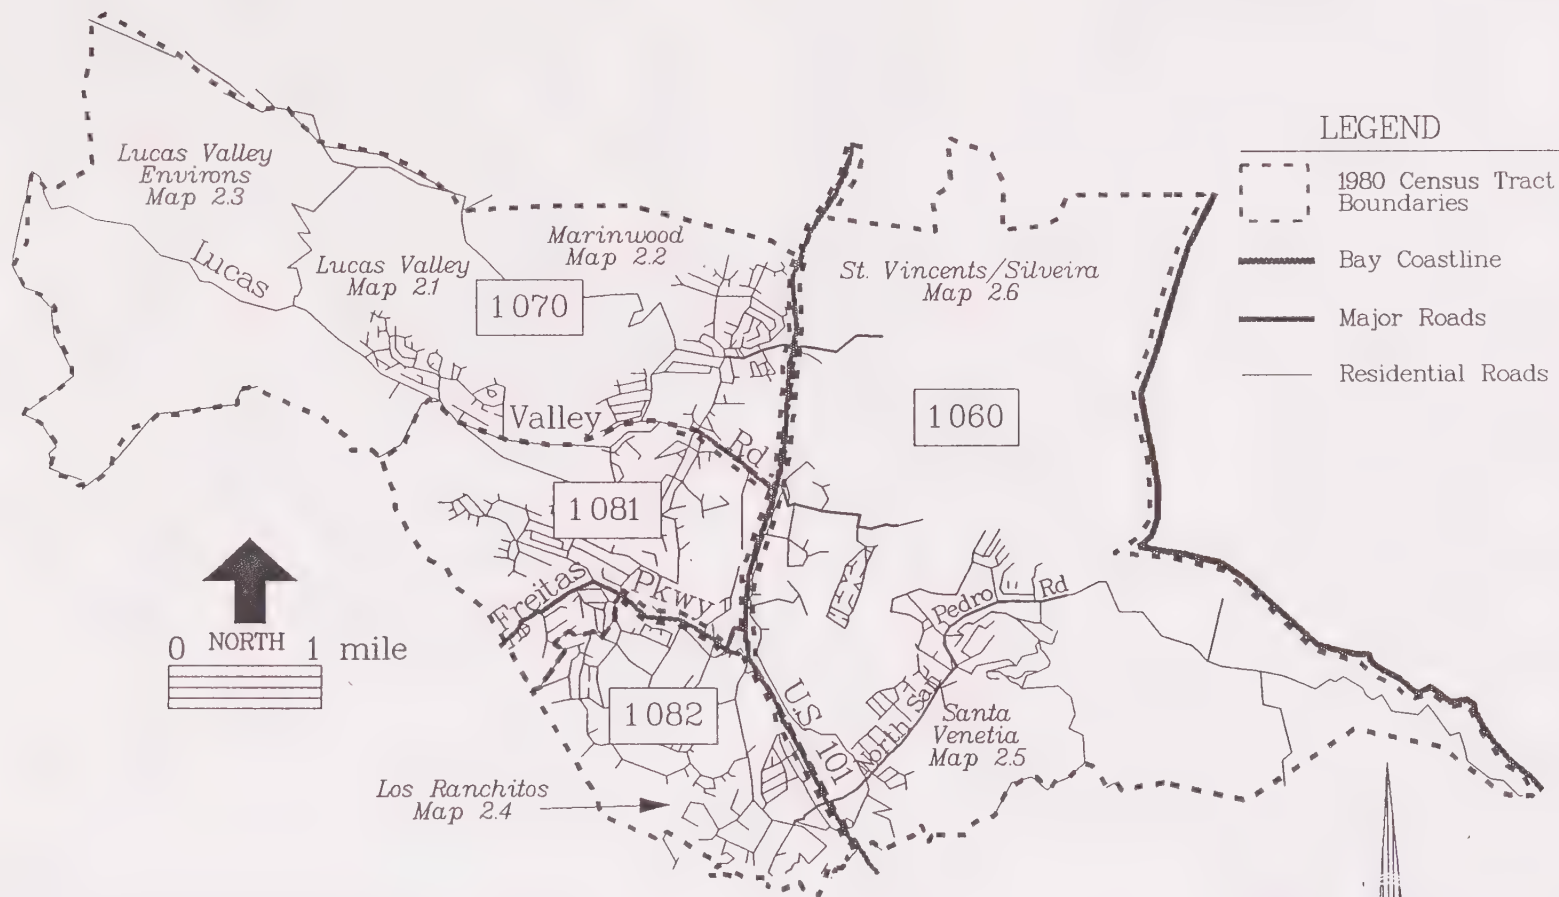 LEGEND
1980 Census Tract
Boundaries
Bay Coastline
Major Roads
Residential Roads
Lucas Valley
Environs
Map 2.3
Lucas
Lucas Valley
Map 2.1
Marinwood
Map 2.2
1070
St. Vincents/Silveira
Map 2.6
1060
Valley
Rd
1081
Freitas
Pkwy
Pedro
Rd
NORTH
0 1 mile
1082
U.S. 101
North San
Santa
Venetia
Map 2.5
Los Ranchitos
Map 2.4